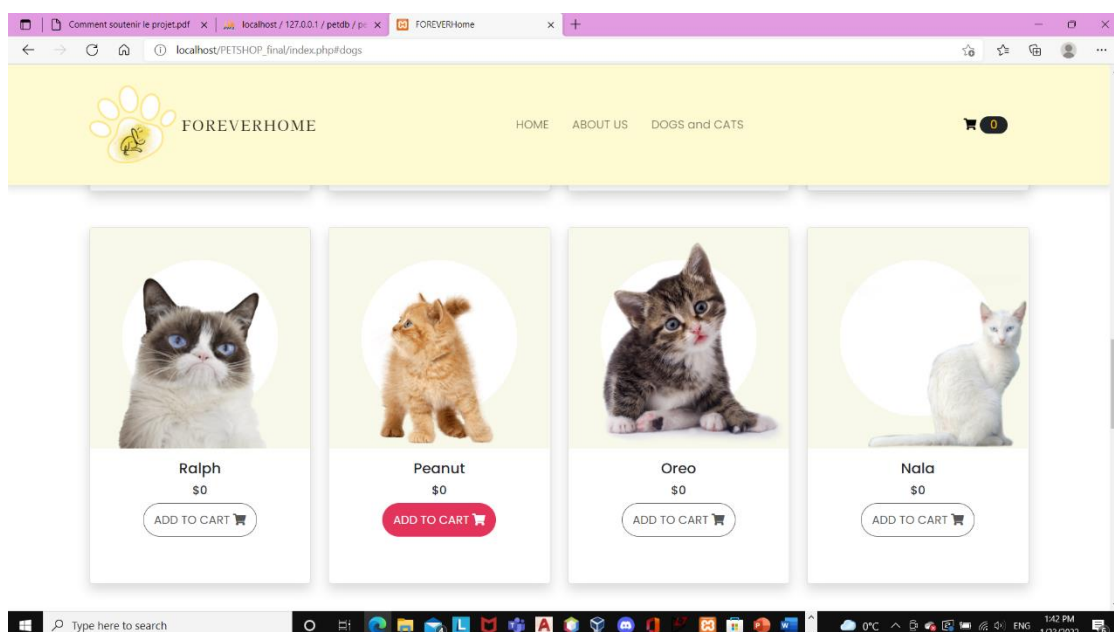 Comment soutenir le projet.pdf
localhost / 127.0.0.1 / petdb /
FOREVERHome
localhost/PETSHOP_final/index.php#dogs
FOREVERHOME
HOME ABOUT US DOGS and CATS
0
Ralph
$0
ADD TO CART
Peanut
$0
ADD TO CART
Oreo
$0
ADD TO CART
Nala
$0
ADD TO CART
Type here to search
0°C
ENG
1:42 PM